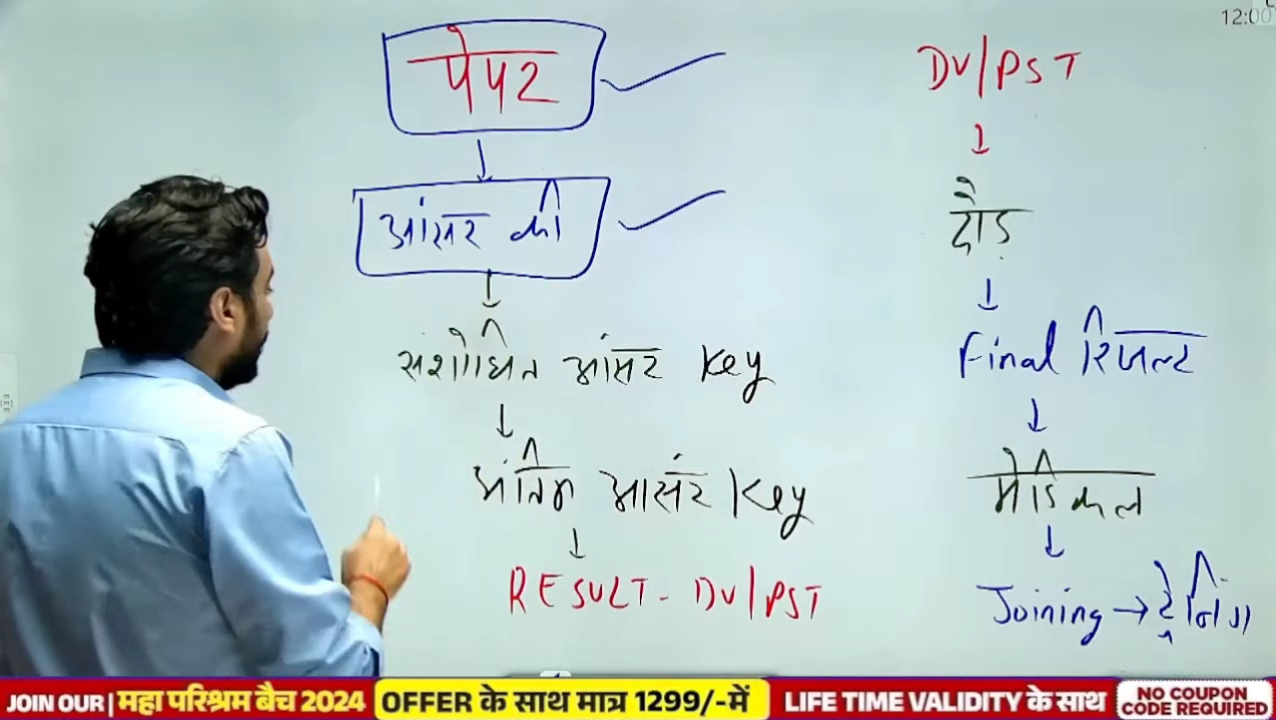 12:00
पेपर
आंसर की
संशोधित आंसर Key
अंतिम आसंर Key
RESULT - DV/PST
DV/PST
दौड़
Final रिजल्ट
मेडिकल
Joining → ट्रेनिंग
JOIN OUR | महा परिश्रम बैच 2024 OFFER के साथ मात्र 1299/-में LIFE TIME VALIDITY के साथ NO COUPON CODE REQUIRED